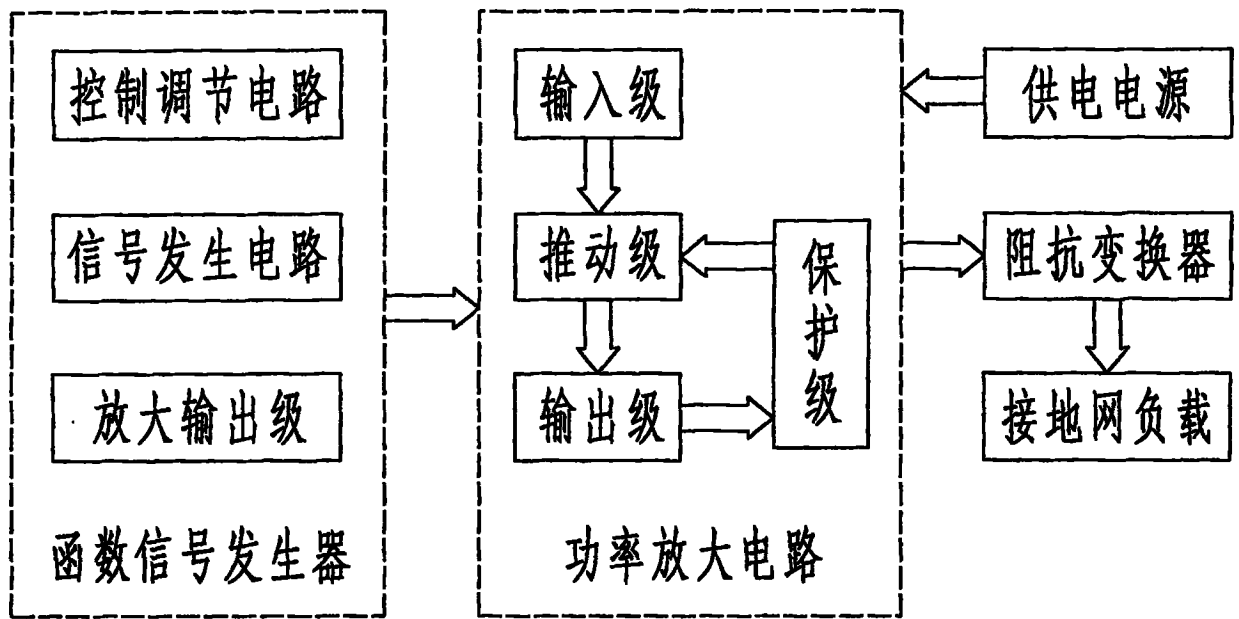 控制调节电路
信号发生电路
放大输出级
函数信号发生器
输入级
推动级
输出级
保护级
功率放大电路
供电电源
阻抗变换器
接地网负载